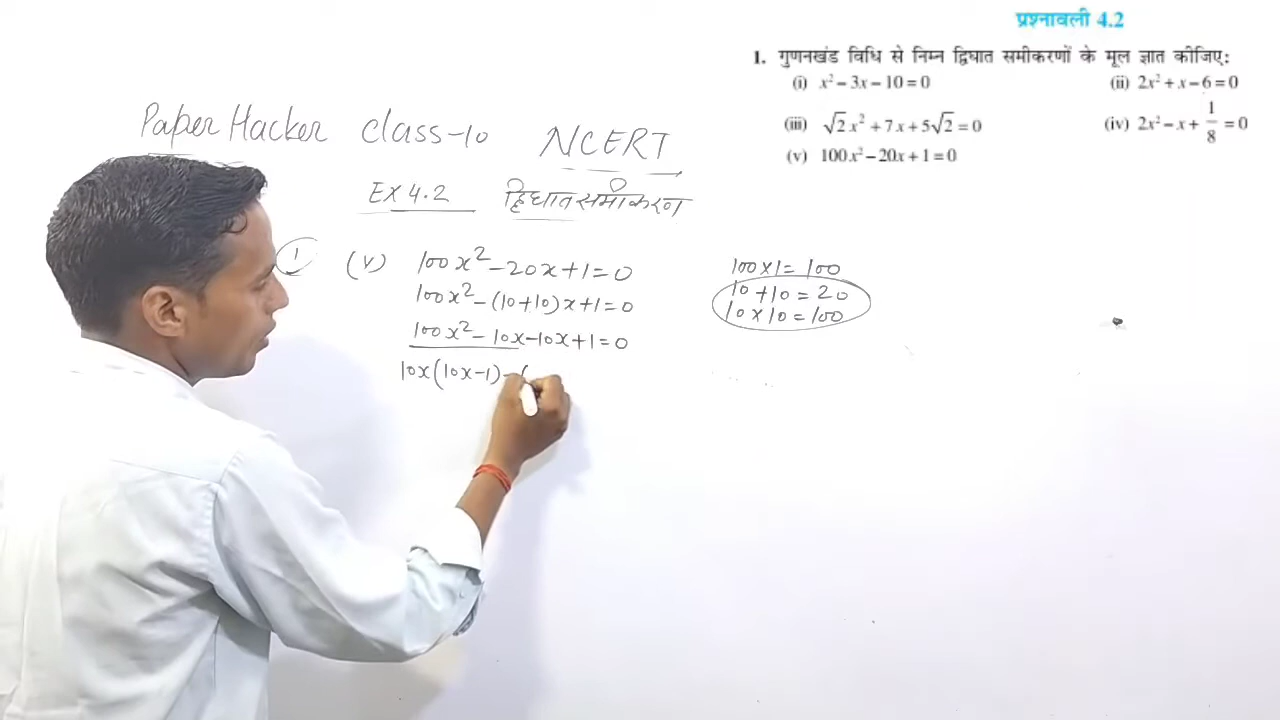 प्रश्नावली 4.2
1. गुणनखंड विधि से निम्न द्विघात समीकरणों के मूल ज्ञात कीजिए:
(i) x² – 3x – 10 = 0 (ii) 2x² + x – 6 = 0
(iii) √2 x² + 7x + 5√2 = 0 (iv) 2x² – x + 1/8 = 0
(v) 100x² – 20x + 1 = 0
Paper Hacker class-10 NCERT
Ex 4.2 द्विघात समीकरण
1 (v) 100x² – 20x + 1 = 0
100x² – (10+10)x + 1 = 0
100x² – 10x – 10x + 1 = 0
10x(10x – 1) – (
100 × 1 = 100
10 + 10 = 20
10 × 10 = 100